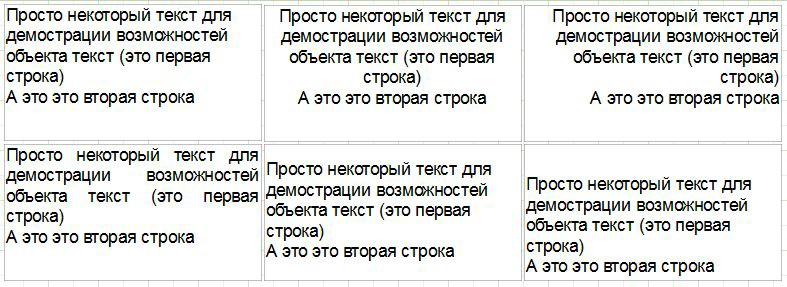 Просто некоторый текст для
демострации возможностей
объекта текст (это первая
строка)
А это это вторая строка
Просто некоторый текст для
демострации возможностей
объекта текст (это первая
строка)
А это это вторая строка
Просто некоторый текст для
демострации возможностей
объекта текст (это первая
строка)
А это это вторая строка
Просто некоторый текст для
демострации возможностей
объекта текст (это первая
строка)
А это это вторая строка
Просто некоторый текст для
демострации возможностей
объекта текст (это первая
строка)
А это это вторая строка
Просто некоторый текст для
демострации возможностей
объекта текст (это первая
строка)
А это это вторая строка